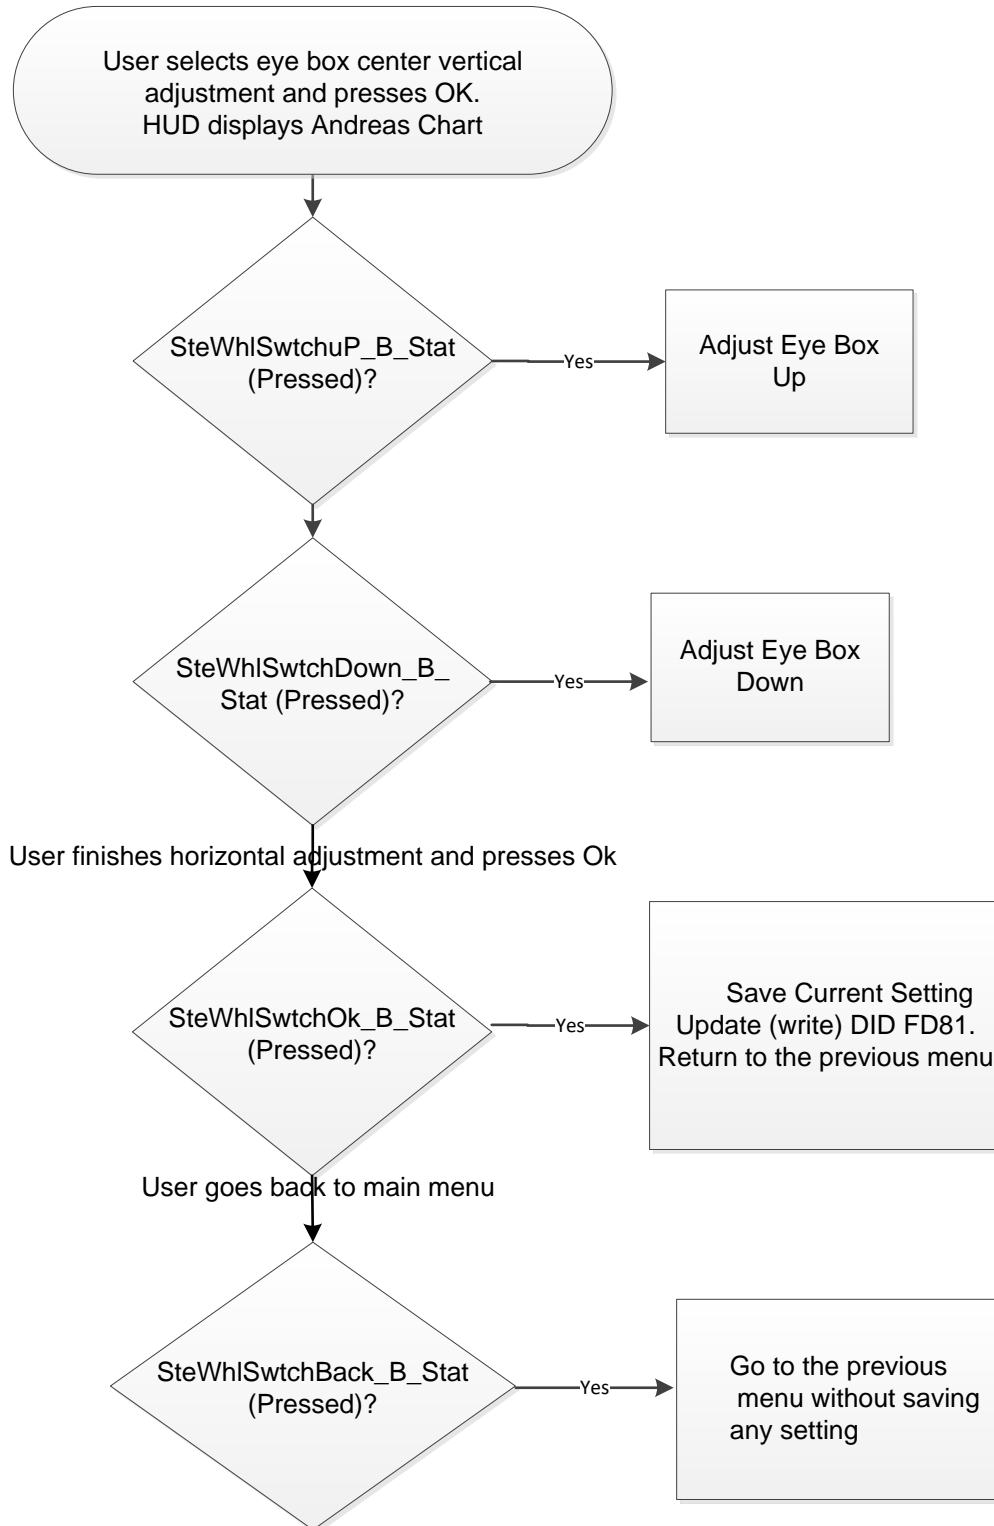 User selects eye box center vertical
adjustment and presses OK.
HUD displays Andreas Chart
SteWhlSwtchuP_B_Stat
(Pressed)?
Yes
Adjust Eye Box
Up
SteWhlSwtchDown_B_
Stat (Pressed)?
Yes
Adjust Eye Box
Down
User finishes horizontal adjustment and presses Ok
SteWhlSwtchOk_B_Stat
(Pressed)?
Yes
Save Current Setting
Update (write) DID FD81.
Return to the previous menu
User goes back to main menu
SteWhlSwtchBack_B_Stat
(Pressed)?
Yes
Go to the previous
menu without saving
any setting